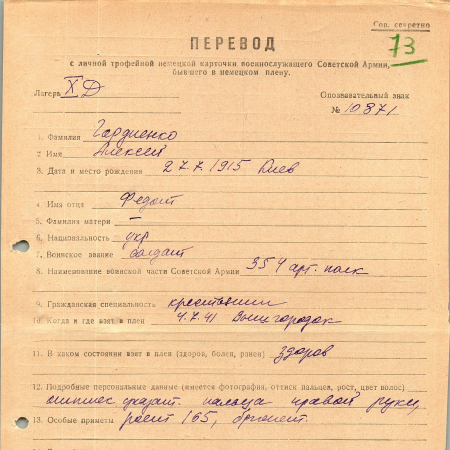 Сов. секретно
73
ПЕРЕВОД
с личной трофейной немецкой карточки военнослужащего Советской Армии,
бывшего в немецком плену.
Лагерь XД
Опознавательный знак
№ 10871
1. Фамилия Гордиенко
2. Имя Алексей
3. Дата и место рождения 27.7.1915 Киев
4. Имя отца Федот
5. Фамилия матери —
6. Национальность укр
7. Воинское звание солдат
8. Наименование воинской части Советской Армии 354 арт. полк
9. Гражданская специальность крестьянин
10. Когда и где взят в плен 4.7.41 Вышгородок
11. В каком состоянии взят в плен (здоров, болен, ранен) здоров
12. Подробные персональные данные (имеется фотография, оттиск пальцев, рост, цвет волос)
оттиск указат. пальца правой руки,
13. Особые приметы рост 165, брюнет.